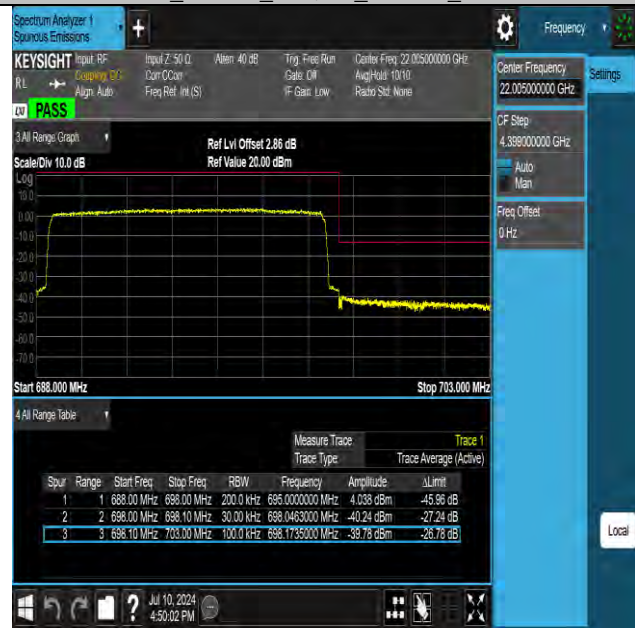 Spectrum Analyzer 1
Spurious Emissions
Frequency
KEYSIGHT
Input: RF
Input Z: 50 Ω
Atten: 40 dB
Trig: Free Run
Center Freq: 22.005000000 GHz
RL
Coupling: DC
Corr CCorr
Gate: Off
Avg|Hold: 10/10
Align: Auto
Freq Ref: Int (S)
IF Gain: Low
Radio Std: None
PASS
Center Frequency
22.005000000 GHz
Settings
CF Step
4.399000000 GHz
Auto
Man
Freq Offset
0 Hz
3 All Range Graph
Ref Lvl Offset 2.86 dB
Scale/Div 10.0 dB
Ref Value 20.00 dBm
Log
10.0
0.00
-10.0
-20.0
-30.0
-40.0
-50.0
-60.0
-70.0
Start 688.000 MHz
Stop 703.000 MHz
4 All Range Table
Measure Trace
Trace 1
Trace Type
Trace Average (Active)
Spur Range Start Freq Stop Freq RBW Frequency Amplitude ΔLimit
1 1 688.00 MHz 698.00 MHz 200.0 kHz 695.0000000 MHz 4.038 dBm -45.96 dB
2 2 698.00 MHz 698.10 MHz 30.00 kHz 698.0463000 MHz -40.24 dBm -27.24 dB
3 3 698.10 MHz 703.00 MHz 100.0 kHz 698.1735000 MHz -39.78 dBm -26.78 dB
Local
Jul 10, 2024
4:50:02 PM